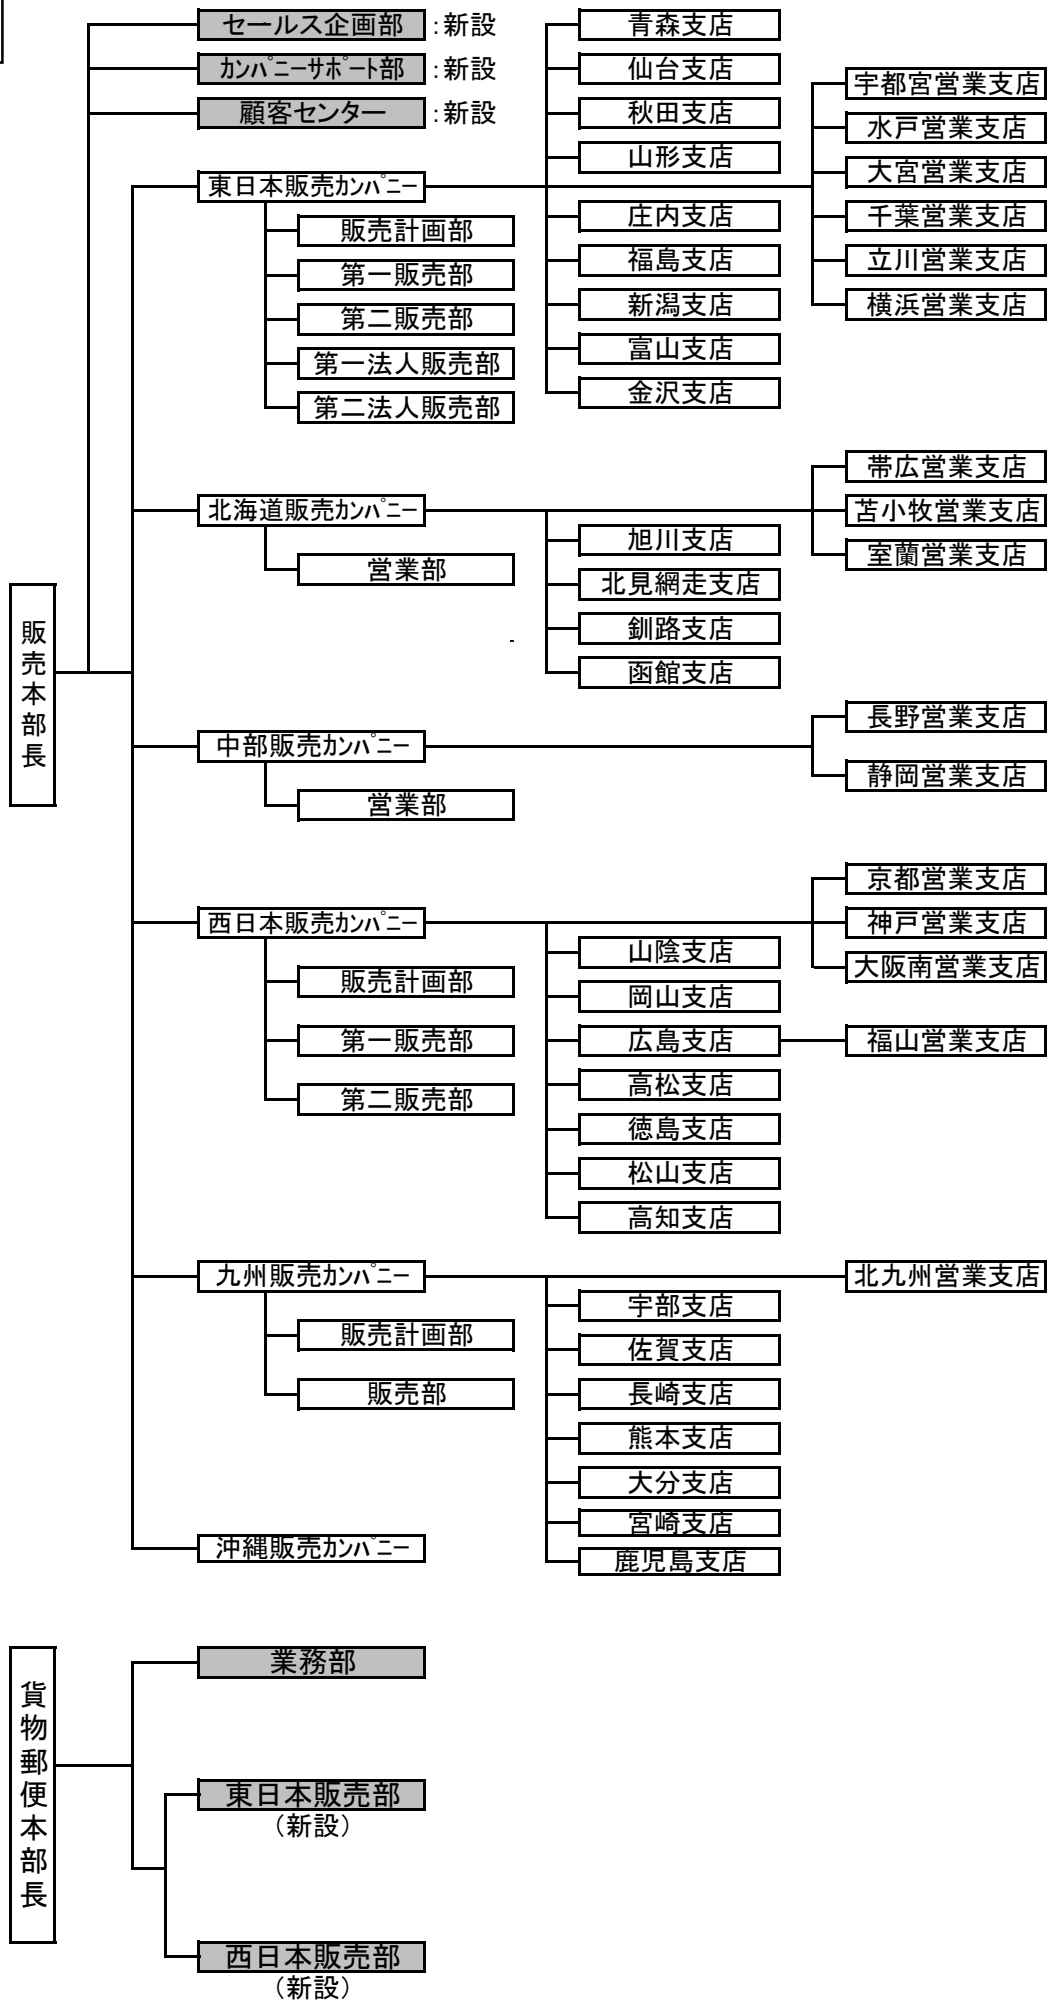 セールス企画部 :新設
カンパニーサポート部 :新設
顧客センター :新設
東日本販売カンパニー
販売計画部
第一販売部
第二販売部
第一法人販売部
第二法人販売部
青森支店
仙台支店
秋田支店
山形支店
庄内支店
福島支店
新潟支店
富山支店
金沢支店
宇都宮営業支店
水戸営業支店
大宮営業支店
千葉営業支店
立川営業支店
横浜営業支店
北海道販売カンパニー
営業部
旭川支店
北見網走支店
釧路支店
函館支店
帯広営業支店
苫小牧営業支店
室蘭営業支店
販売本部長
中部販売カンパニー
営業部
長野営業支店
静岡営業支店
西日本販売カンパニー
販売計画部
第一販売部
第二販売部
山陰支店
岡山支店
広島支店
高松支店
徳島支店
松山支店
高知支店
京都営業支店
神戸営業支店
大阪南営業支店
福山営業支店
九州販売カンパニー
販売計画部
販売部
宇部支店
佐賀支店
長崎支店
熊本支店
大分支店
宮崎支店
鹿児島支店
北九州営業支店
沖縄販売カンパニー
貨物郵便本部長
業務部
東日本販売部
（新設）
西日本販売部
（新設）